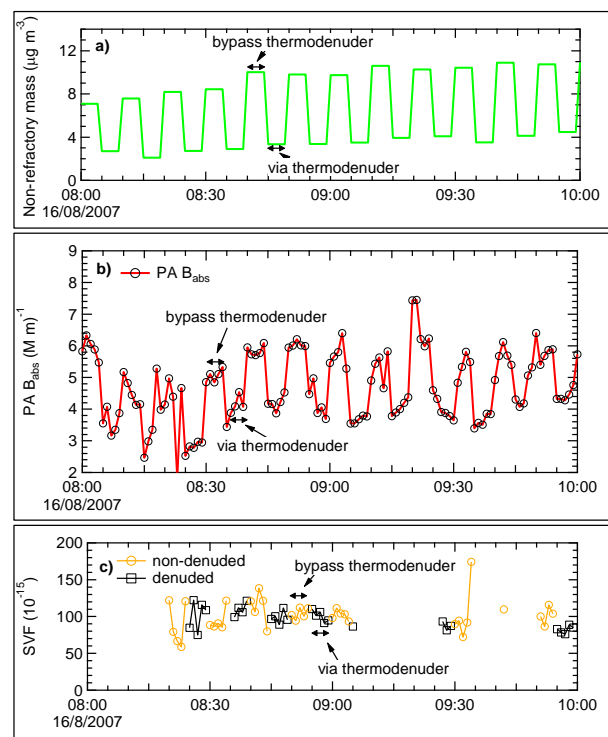 a)
Non-refractory mass (µg m-3)
bypass thermodenuder
via thermodenuder
12
8
4
0
08:00 08:30 09:00 09:30 10:00
16/08/2007
b)
PA Babs
PA Babs (M m-1)
bypass thermodenuder
via thermodenuder
9
8
7
6
5
4
3
2
08:00 08:30 09:00 09:30 10:00
16/08/2007
c)
non-denuded
denuded
SVF (10-15)
bypass thermodenuder
via thermodenuder
200
150
100
50
0
08:00 08:30 09:00 09:30 10:00
16/8/2007